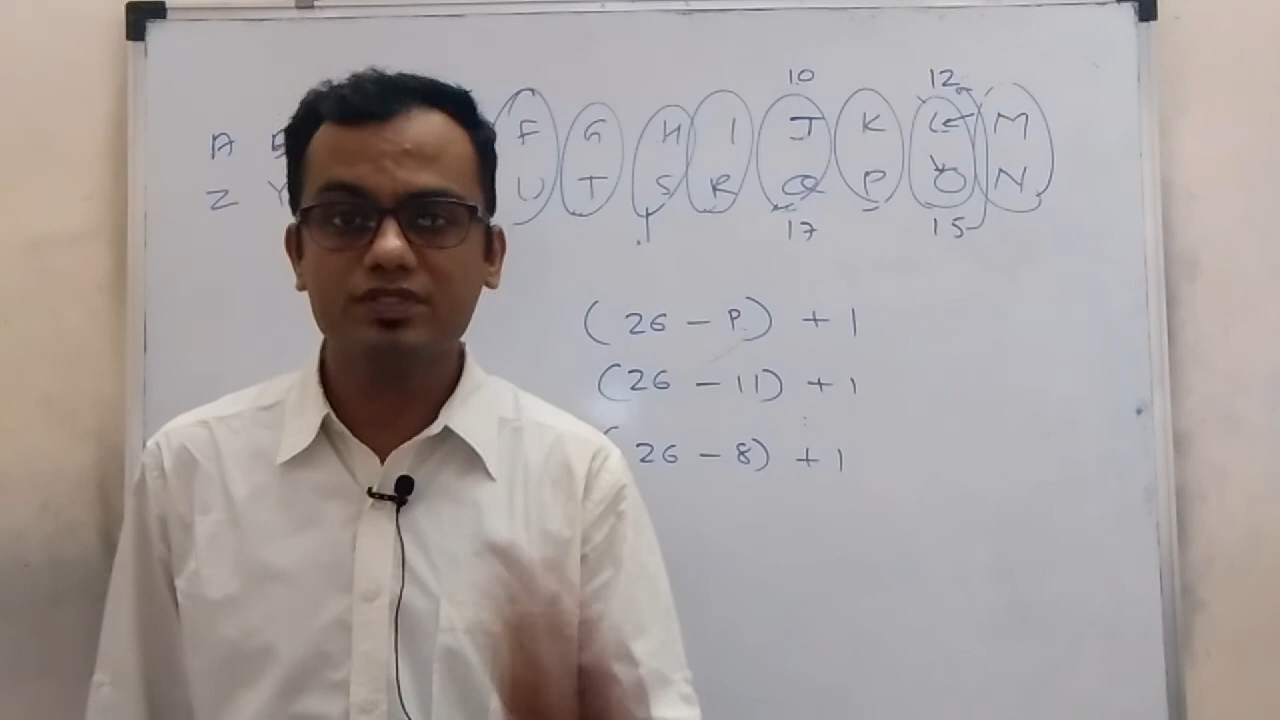 10 12
A F G H I J K L M
Z Y U T S R Q P O N
17 15
(26 - P) + 1
(26 - 11) + 1
(26 - 8) + 1